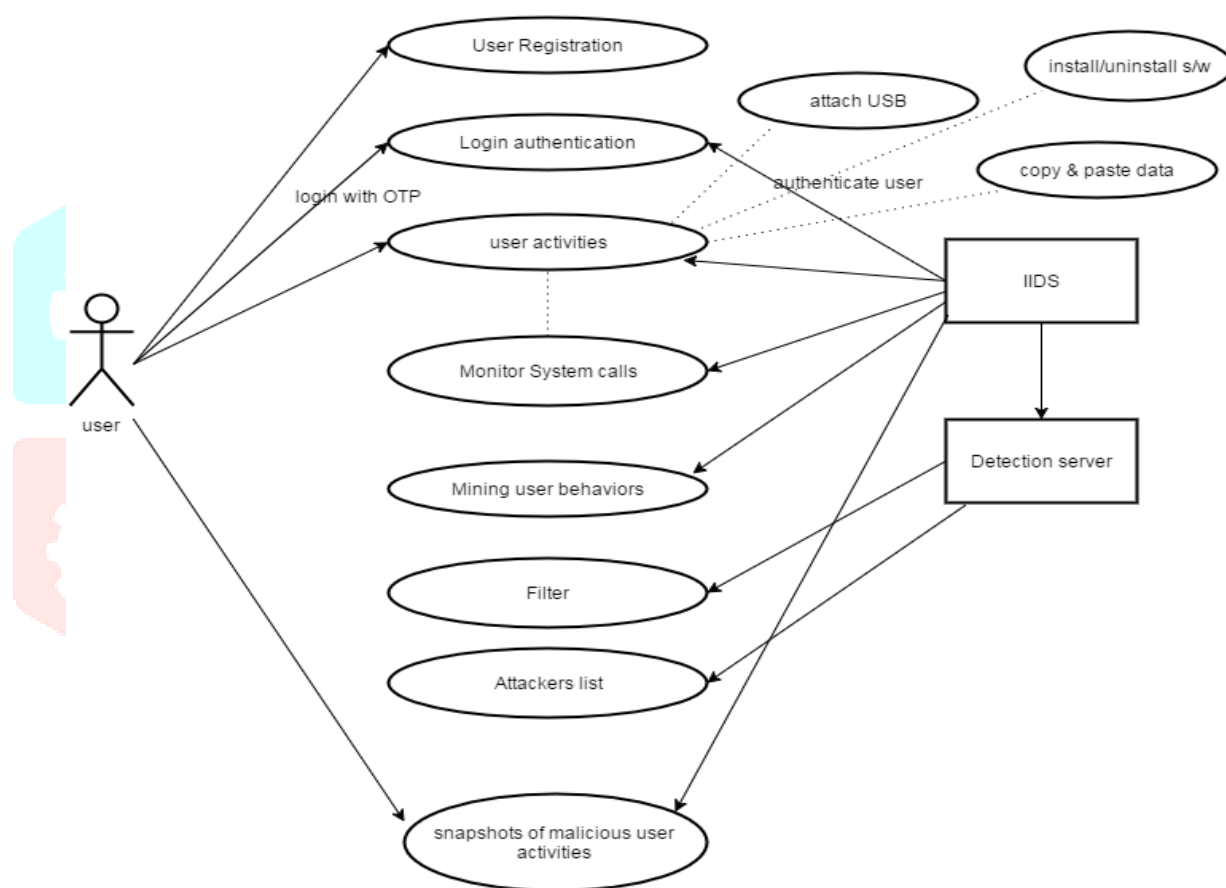 User Registration
install/uninstall s/w
attach USB
Login authentication
copy & paste data
authenticate user
login with OTP
user activities
IIDS
Monitor System calls
user
Detection server
Mining user behaviors
Filter
Attackers list
snapshots of malicious user
activities